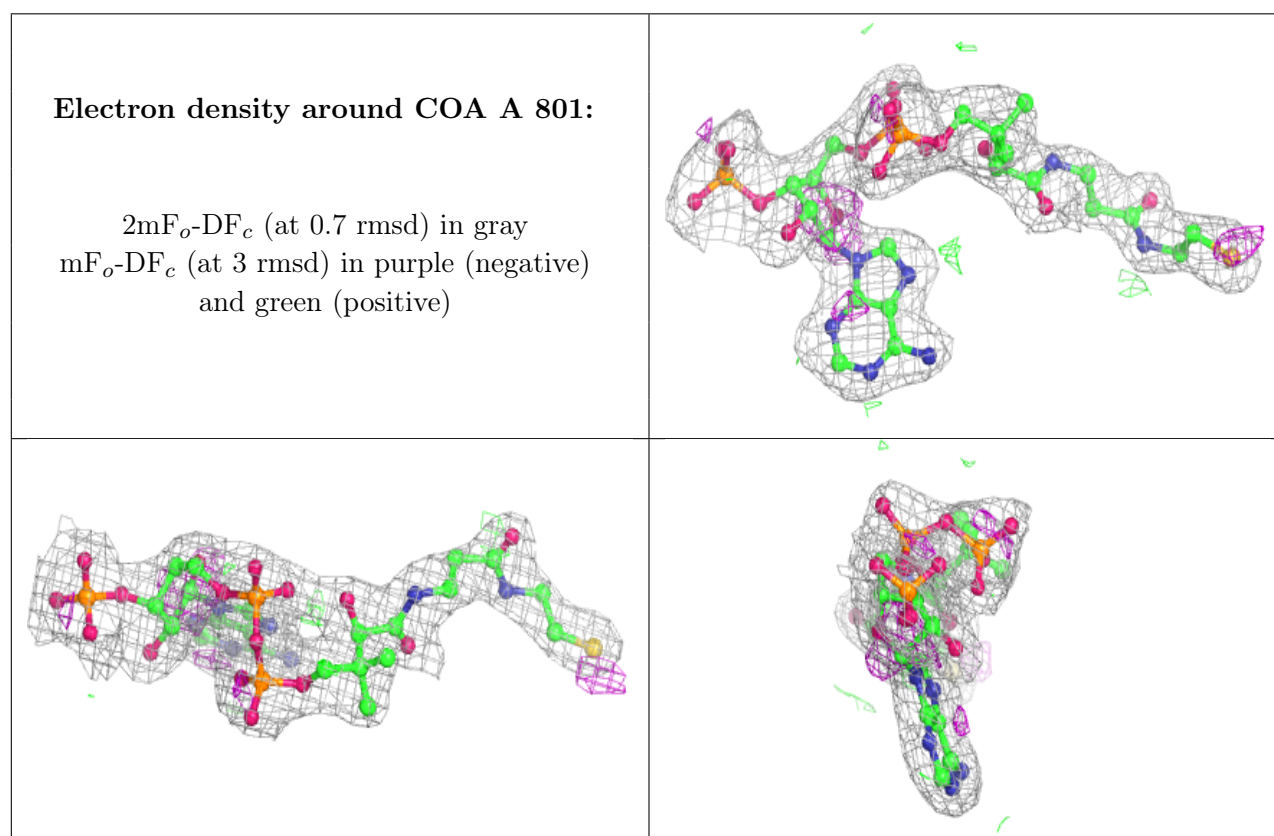 Electron density around COA A 801:
2mFo-DFc (at 0.7 rmsd) in gray
mFo-DFc (at 3 rmsd) in purple (negative)
and green (positive)